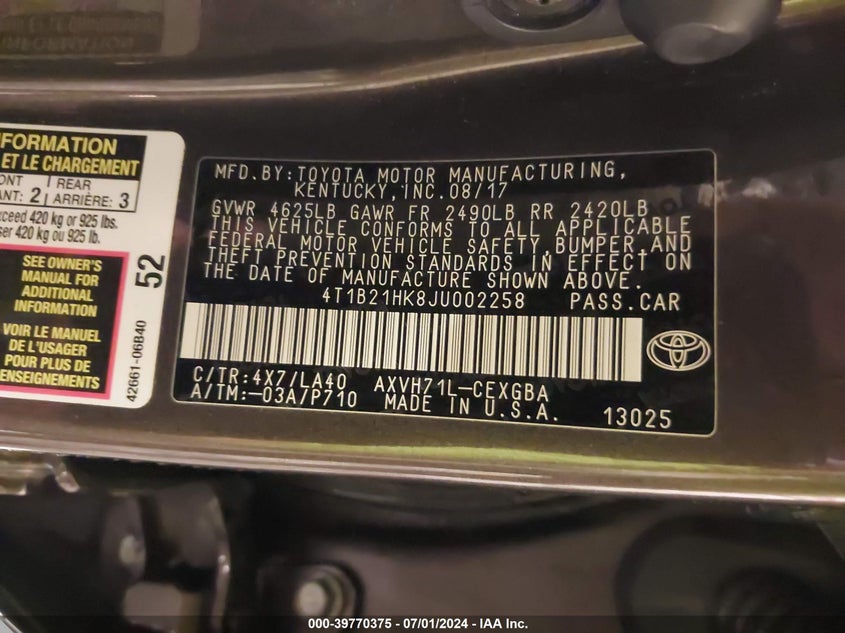 NFORMATION
ET LE CHARGEMENT
ONT
ANT: 2
REAR
ARRIÈRE: 3
xceed 420 kg or 925 lbs.
ser 420 kg ou 925 lb.
SEE OWNER'S
MANUAL FOR
ADDITIONAL
INFORMATION
VOIR LE MANUEL
DE L'USAGER
POUR PLUS DE
RENSEIGNEMENTS
52
42661-06B40
MFD.BY:TOYOTA MOTOR MANUFACTURING,
KENTUCKY,INC.08/17
GVWR 4625LB GAWR FR 2490LB RR 2420LB
THIS VEHICLE CONFORMS TO ALL APPLICABLE
FEDERAL MOTOR VEHICLE SAFETY,BUMPER,AND
THEFT PREVENTION STANDARDS IN EFFECT ON
THE DATE OF MANUFACTURE SHOWN ABOVE.
4T1B21HK8JU002258 PASS.CAR
C/TR:4X7/LA40 AXVH71L-CEXGBA
A/TM:-03A/P710 MADE IN U.S.A. 13025
000-39770375 - 07/01/2024 - IAA Inc.